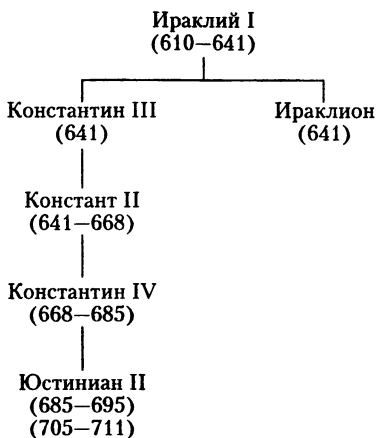 Ираклий I
(610—641)
Константин III
(641)
Ираклион
(641)
Констант II
(641—668)
Константин IV
(668—685)
Юстиниан II
(685—695)
(705—711)